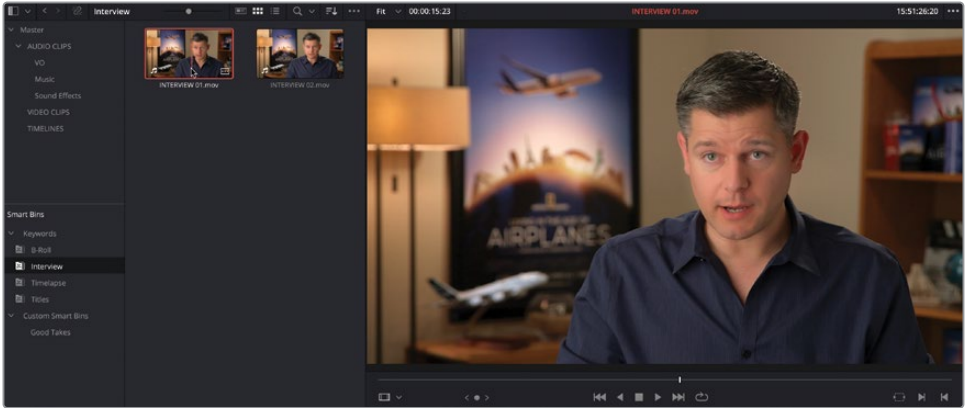 Interview
Fit 00:00:15:23 INTERVIEW 01.mov 15:51:26:20
Master
AUDIO CLIPS
VO
Music
Sound Effects
VIDEO CLIPS
TIMELINES
INTERVIEW 01.mov
INTERVIEW 02.mov
AIRPLANES
Smart Bins
Keywords
B-Roll
Interview
Timelapse
Titles
Custom Smart Bins
Good Takes